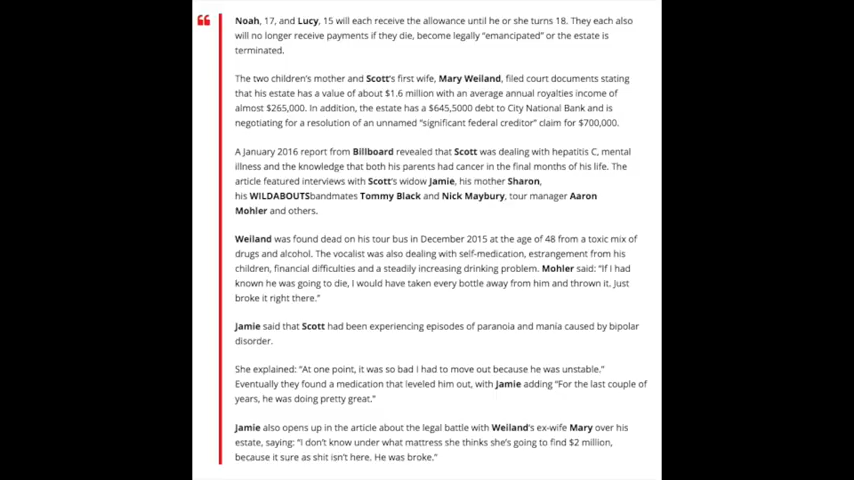 Noah, 17, and Lucy, 15 will each receive the allowance until he or she turns 18. They each also
will no longer receive payments if they die, become legally “emancipated” or the estate is
terminated.
The two children’s mother and Scott’s first wife, Mary Weiland, filed court documents stating
that his estate has a value of about $1.6 million with an average annual royalties income of
almost $265,000. In addition, the estate has a $645,5000 debt to City National Bank and is
negotiating for a resolution of an unnamed “significant federal creditor” claim for $700,000.
A January 2016 report from Billboard revealed that Scott was dealing with hepatitis C, mental
illness and the knowledge that both his parents had cancer in the final months of his life. The
article featured interviews with Scott’s widow Jamie, his mother Sharon,
his WILDABOUTSbandmates Tommy Black and Nick Maybury, tour manager Aaron
Mohler and others.
Weiland was found dead on his tour bus in December 2015 at the age of 48 from a toxic mix of
drugs and alcohol. The vocalist was also dealing with self-medication, estrangement from his
children, financial difficulties and a steadily increasing drinking problem. Mohler said: “If I had
known he was going to die, I would have taken every bottle away from him and thrown it. Just
broke it right there.”
Jamie said that Scott had been experiencing episodes of paranoia and mania caused by bipolar
disorder.
She explained: “At one point, it was so bad I had to move out because he was unstable.”
Eventually they found a medication that leveled him out, with Jamie adding “For the last couple of
years, he was doing pretty great.”
Jamie also opens up in the article about the legal battle with Weiland’s ex-wife Mary over his
estate, saying: “I don’t know under what mattress she thinks she’s going to find $2 million,
because it sure as shit isn’t here. He was broke.”